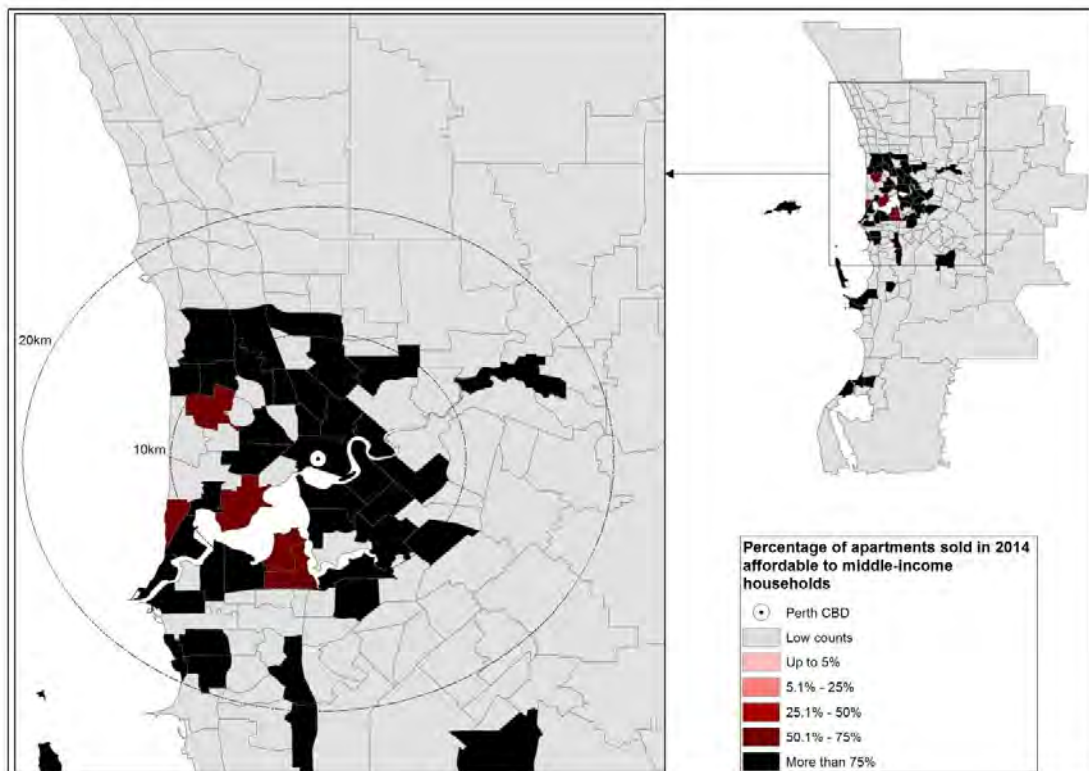 20km
10km
Percentage of apartments sold in 2014
affordable to middle-income
households
Perth CBD
Low counts
Up to 5%
5.1% - 25%
25.1% - 50%
50.1% - 75%
More than 75%